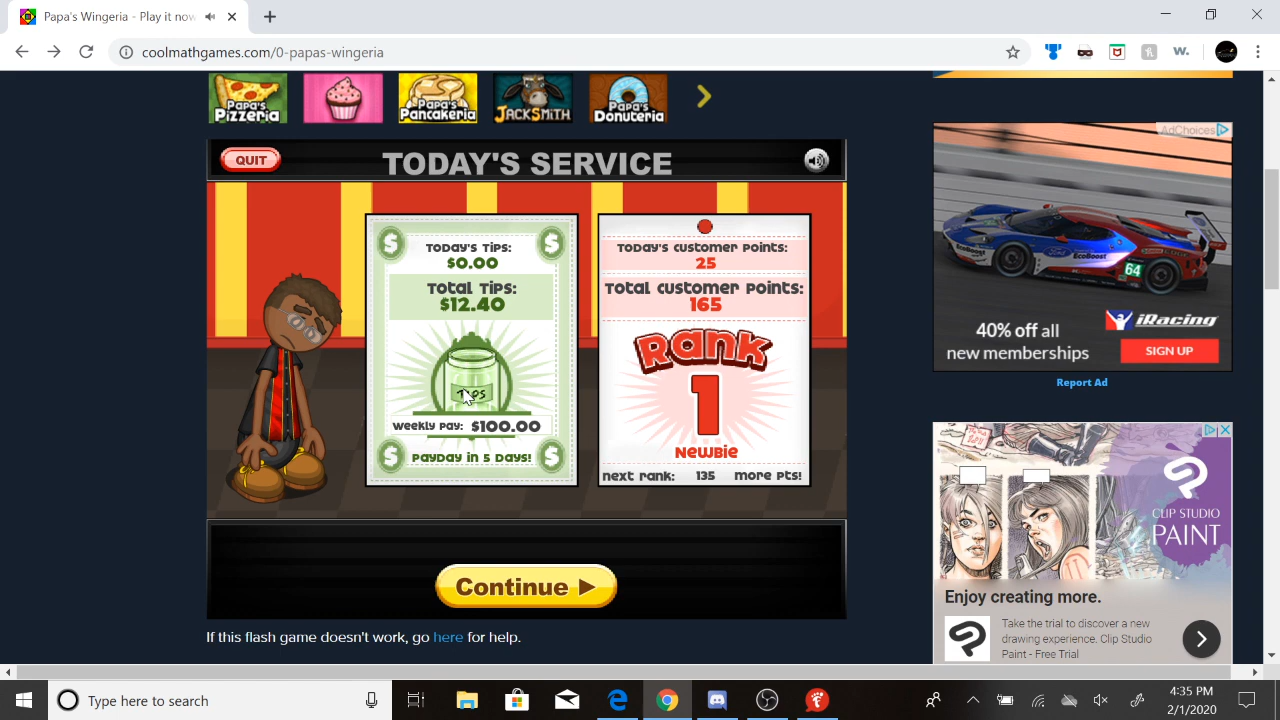 Papa's Wingeria - Play it now
coolmathgames.com/0-papas-wingeria
W.
Papa's
Pizzeria
Papa's
Pancakeria
JACKSMITH
Papa's
Donuteria
QUIT
TODAY'S SERVICE
Today's Tips:
$0.00
Total Tips:
$12.40
TIPS
Weekly Pay: $100.00
Payday in 5 days!
Today's Customer Points:
25
Total Customer Points:
165
Rank
1
Newbie
next rank: 135 more pts!
Continue
If this flash game doesn't work, go here for help.
AdChoices
EcoBoost
64
40% off all
new memberships
iRacing
SIGN UP
Report Ad
CLIP STUDIO
PAINT
Enjoy creating more.
Take the trial to discover a new
drawing experience. Clip Studio
Paint - Free Trial
Type here to search
4:35 PM
2/1/2020